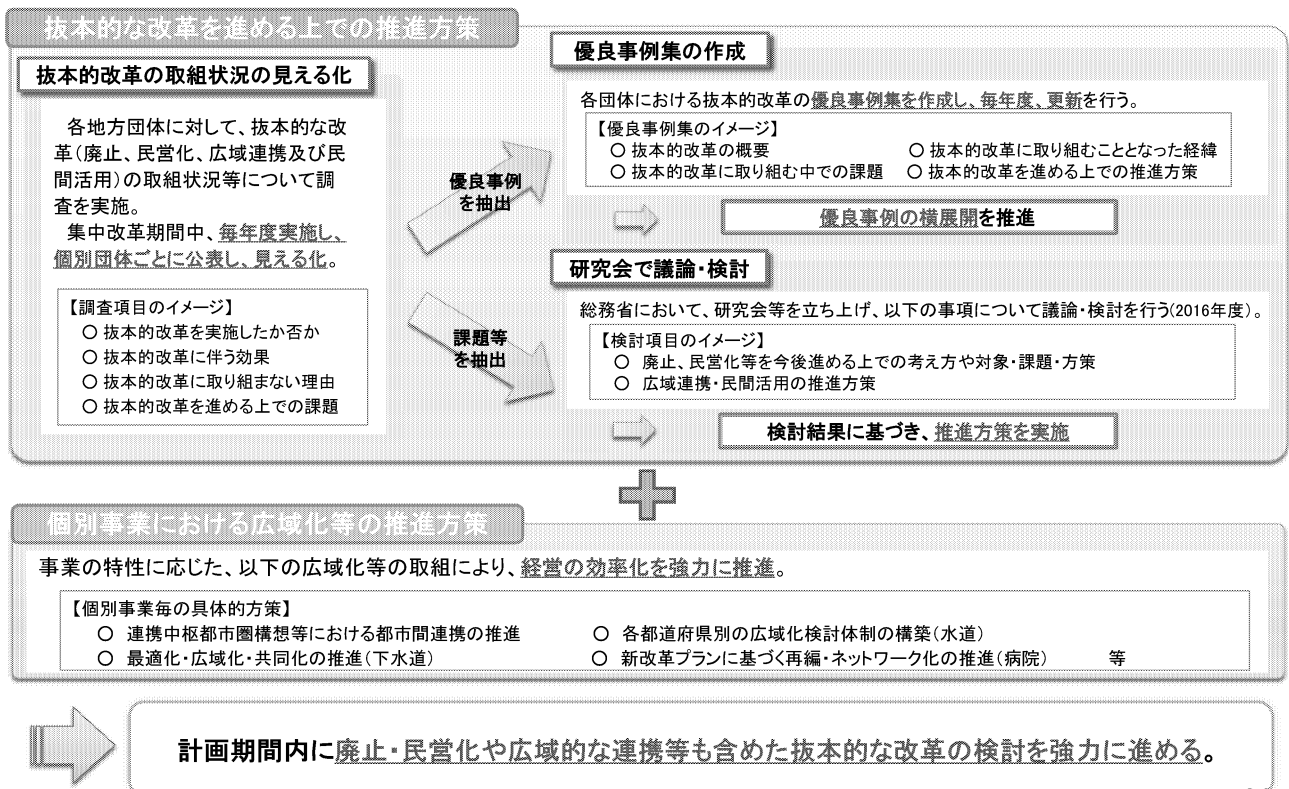 抜本的な改革を進める上での推進方策
抜本的改革の取組状況の見える化
各地方団体に対して、抜本的な改
革（廃止、民営化、広域連携及び民
間活用）の取組状況等について調
査を実施。
集中改革期間中、毎年度実施し、
個別団体ごとに公表し、見える化。
【調査項目のイメージ】
○ 抜本的改革を実施したか否か
○ 抜本的改革に伴う効果
○ 抜本的改革に取り組まない理由
○ 抜本的改革を進める上での課題
優良事例
を抽出
課題等
を抽出
優良事例集の作成
各団体における抜本的改革の優良事例集を作成し、毎年度、更新を行う。
【優良事例集のイメージ】
○ 抜本的改革の概要 ○ 抜本的改革に取り組むこととなった経緯
○ 抜本的改革に取り組む中での課題 ○ 抜本的改革を進める上での推進方策
優良事例の横展開を推進
研究会で議論・検討
総務省において、研究会等を立ち上げ、以下の事項について議論・検討を行う(2016年度)。
【検討項目のイメージ】
○ 廃止、民営化等を今後進める上での考え方や対象・課題・方策
○ 広域連携・民間活用の推進方策
検討結果に基づき、推進方策を実施
個別事業における広域化等の推進方策
事業の特性に応じた、以下の広域化等の取組により、経営の効率化を強力に推進。
【個別事業毎の具体的方策】
○ 連携中枢都市圏構想等における都市間連携の推進 ○ 各都道府県別の広域化検討体制の構築（水道）
○ 最適化・広域化・共同化の推進（下水道） ○ 新改革プランに基づく再編・ネットワーク化の推進（病院） 等
計画期間内に廃止・民営化や広域的な連携等も含めた抜本的な改革の検討を強力に進める。